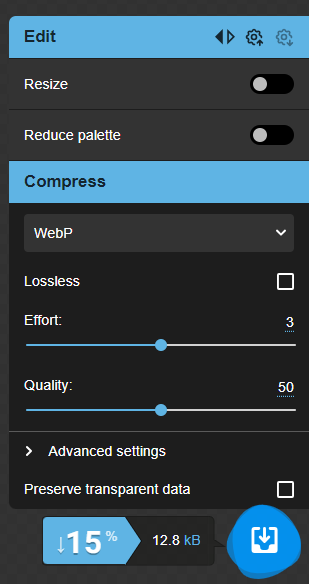 Edit
Resize
Reduce palette
Compress
WebP
Lossless
Effort: 3
Quality: 50
Advanced settings
Preserve transparent data
↓15% 12.8 kB